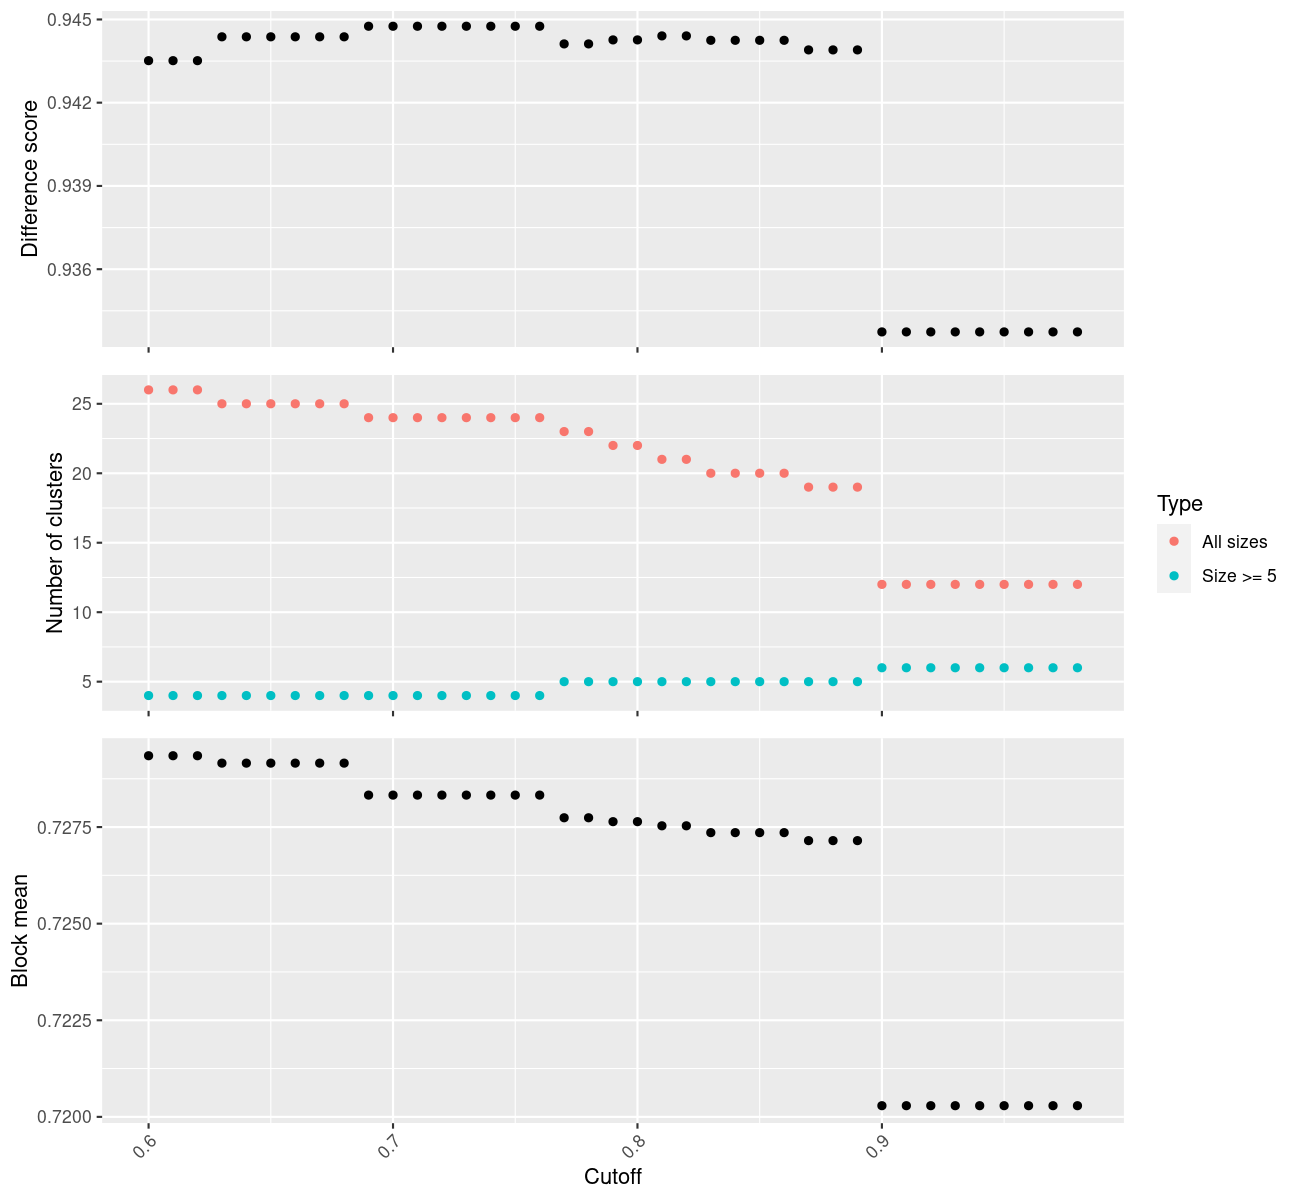 Difference score
0.945
0.942
0.939
0.936
Number of clusters
25
20
15
10
5
Type
All sizes
Size >= 5
Block mean
0.7275
0.7250
0.7225
0.7200
0.6
0.7
0.8
0.9
Cutoff